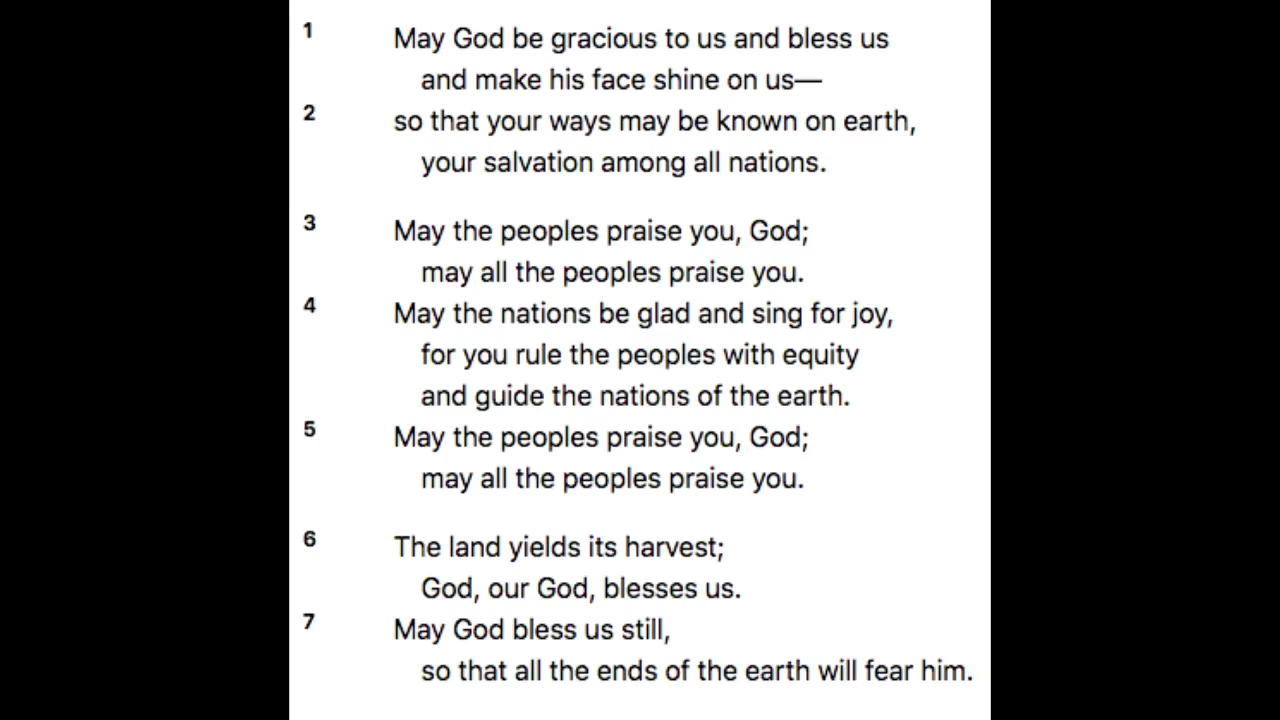 1 May God be gracious to us and bless us
and make his face shine on us—
2 so that your ways may be known on earth,
your salvation among all nations.
3 May the peoples praise you, God;
may all the peoples praise you.
4 May the nations be glad and sing for joy,
for you rule the peoples with equity
and guide the nations of the earth.
5 May the peoples praise you, God;
may all the peoples praise you.
6 The land yields its harvest;
God, our God, blesses us.
7 May God bless us still,
so that all the ends of the earth will fear him.